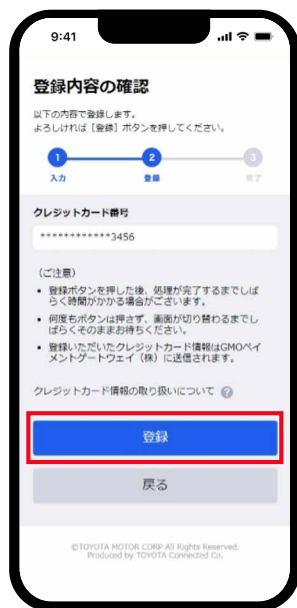 9:41
登録内容の確認
以下の内容で登録します。
よろしければ［登録］ボタンを押してください。
1 2 3
入力 登録 完了
クレジットカード番号
************3456
（ご注意）
• 登録ボタンを押した後、処理が完了するまでしば
らく時間がかかる場合がございます。
• 何度もボタンは押さず、画面が切り替わるまでし
ばらくそのままお待ちください。
• 登録いただいたクレジットカード情報はGMOペイ
メントゲートウェイ（株）に送信されます。
クレジットカード情報の取り扱いについて ?
登録
戻る
©TOYOTA MOTOR CORP All Rights Reserved.
Produced by TOYOTA Connected Co.